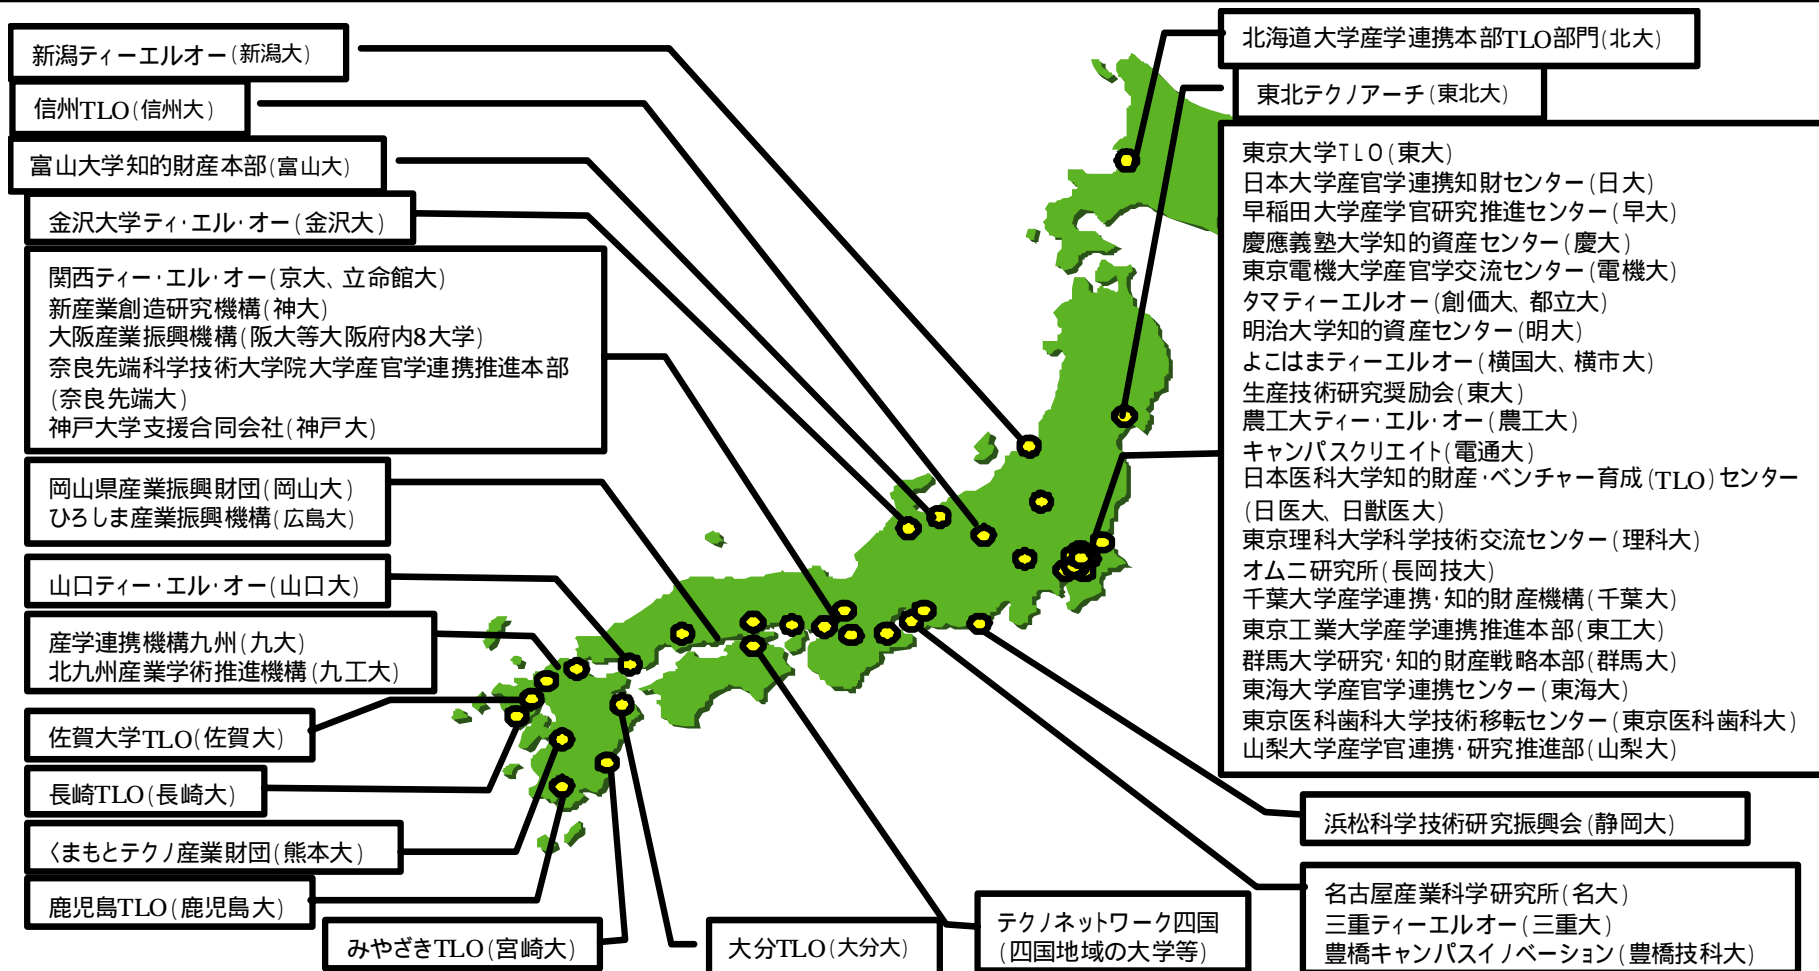 新潟ティーエルオー(新潟大)
信州TLO(信州大)
富山大学知的財産本部(富山大)
金沢大学ティ・エル・オー(金沢大)
関西ティー・エル・オー(京大、立命館大)
新産業創造研究機構(神大)
大阪産業振興機構(阪大等大阪府内8大学)
奈良先端科学技術大学院大学産官学連携推進本部
(奈良先端大)
神戸大学支援合同会社(神戸大)
岡山県産業振興財団(岡山大)
ひろしま産業振興機構(広島大)
山口ティー・エル・オー(山口大)
産学連携機構九州(九大)
北九州産業学術推進機構(九工大)
佐賀大学TLO(佐賀大)
長崎TLO(長崎大)
くまもとテクノ産業財団(熊本大)
鹿児島TLO(鹿児島大)
みやざきTLO(宮崎大)
大分TLO(大分大)
テクノネットワーク四国
(四国地域の大学等)
北海道大学産学連携本部TLO部門(北大)
東北テクノアーチ(東北大)
東京大学TLO(東大)
日本大学産官学連携知財センター(日大)
早稲田大学産学官研究推進センター(早大)
慶應義塾大学知的資産センター(慶大)
東京電機大学産官学交流センター(電機大)
タマティーエルオー(創価大、都立大)
明治大学知的資産センター(明大)
よこはまティーエルオー(横国大、横市大)
生産技術研究奨励会(東大)
農工大ティー・エル・オー(農工大)
キャンパスクリエイト(電通大)
日本医科大学知的財産・ベンチャー育成(TLO)センター
(日医大、日獣医大)
東京理科大学科学技術交流センター(理科大)
オムニ研究所(長岡技大)
千葉大学産学連携・知的財産機構(千葉大)
東京工業大学産学連携推進本部(東工大)
群馬大学研究・知的財産戦略本部(群馬大)
東海大学産官学連携センター(東海大)
東京医科歯科大学技術移転センター(東京医科歯科大)
山梨大学産学官連携・研究推進部(山梨大)
浜松科学技術研究振興会(静岡大)
名古屋産業科学研究所(名大)
三重ティーエルオー(三重大)
豊橋キャンパスイノベーション(豊橋技科大)